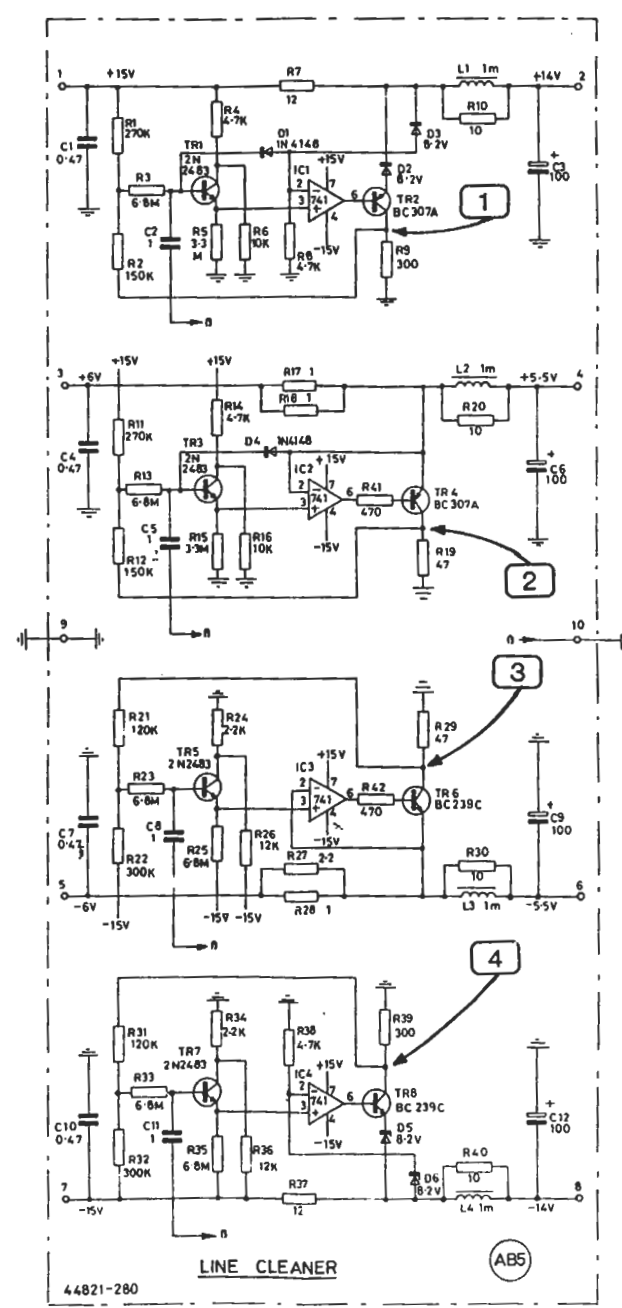 1 +15V R7 L1 1m +14V 2
12
R4
4.7K
R10
10
R1
270K
C1
0.47
TR1
2N
2483
D1
1N4148
D3
8.2V
+
C3
100
IC1
+15V
D2
8.2V
R3
6.8M
2 − 7
741 6
3 + 4
TR2
BC307A
1
-15V
C2
1
R5
3.3
M
R6
10K
R8
4.7K
R9
300
R2
150K
n
3 +6V +15V +15V R17 1 L2 1m +5.5V 4
R18 1
R14
4.7K
R20
10
R11
270K
C4
0.47
TR3
2N
2483
D4 1N4148
+
C6
100
IC2
+15V
R13
6.8M
2 − 7
741 6
3 + 4
R41
470
TR4
BC307A
-15V
C5
1
R15
3.3M
R16
10K
R19
47
R12
150K
2
n
9 10
n
3
R21
120K
R24
2.2K
R29
47
TR5
2N2483
IC3
+15V
R23
6.8M
2 − 7
741 6
3 + 4
R42
470
TR6
BC239C
+
C9
100
-15V
C7
0.47
C8
1
R25
6.8M
R26
12K
R22
300K
R27
2.2
R30
10
5 -6V R28 1 L3 1m -5.5V 6
-15V -15V -15V
n
4
R31
120K
R34
2.2K
R38
4.7K
R39
300
TR7
2N2483
IC4
+15V
R33
6.8M
2 − 7
741 6
3 + 4
TR8
BC239C
+
C12
100
-15V
D5
8.2V
C10
0.47
C11
1
R35
6.8M
R36
12K
R32
300K
D6
8.2V
R40
10
7 -15V R37 L4 1m -14V 8
12
n
LINE CLEANER
AB5
44821-280